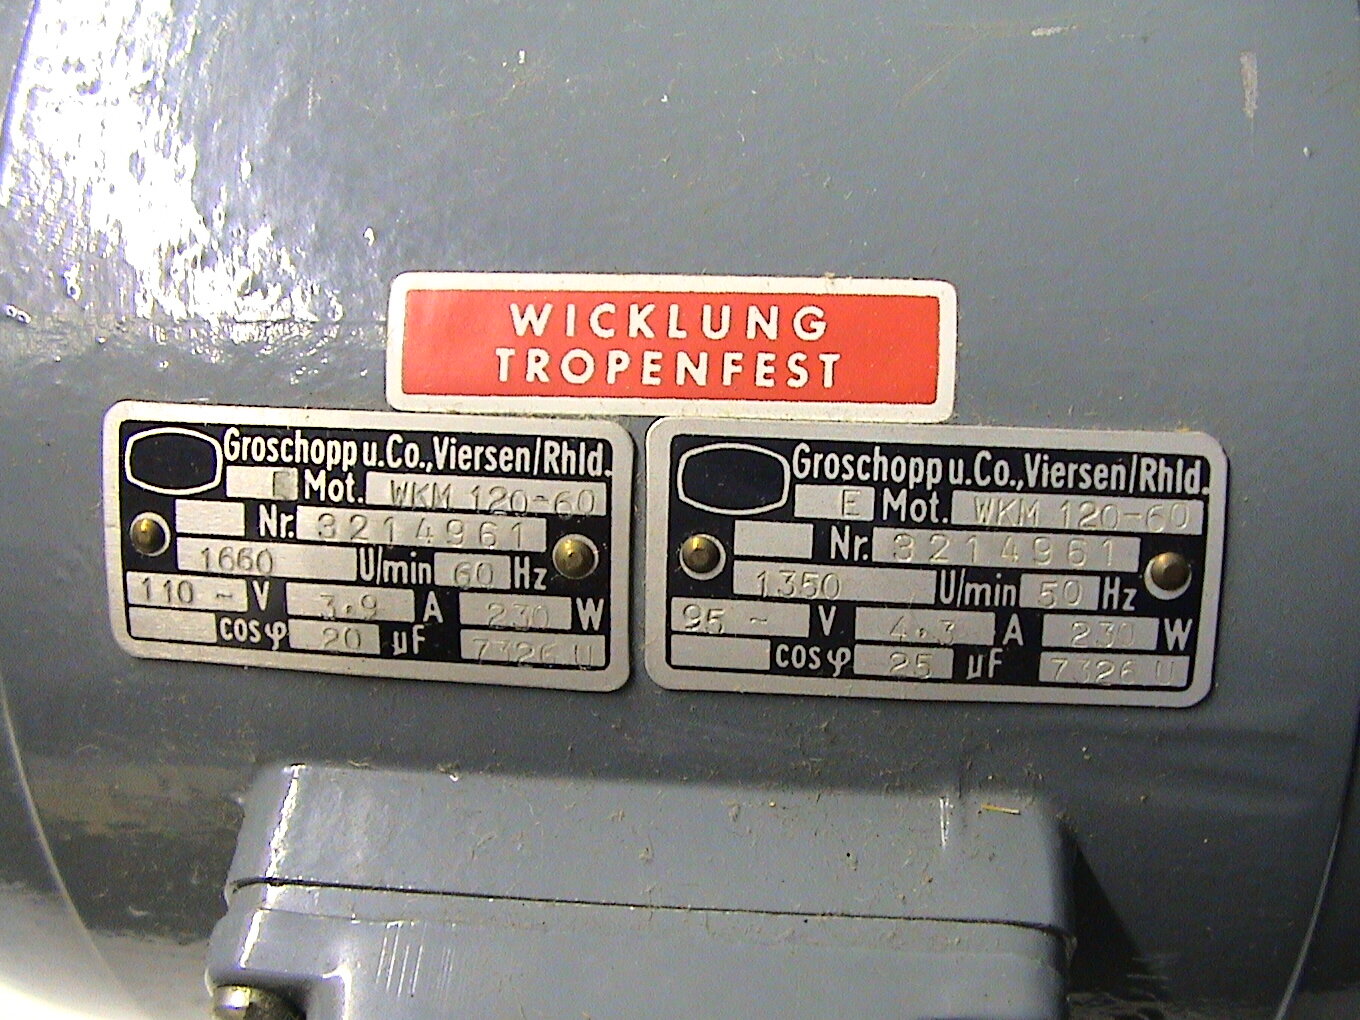 WICKLUNG
TROPENFEST
Groschopp u. Co., Viersen/Rhld.
Mot. WKM 120-60
Nr. 3214961
1660 U/min 60 Hz
110 ~ V 3.9 A 230 W
cos φ 20 µF 7326 U
Groschopp u. Co., Viersen/Rhld.
E Mot. WKM 120-60
Nr. 3214961
1350 U/min 50 Hz
95 ~ V 4.3 A 230 W
cos φ 25 µF 7326 U